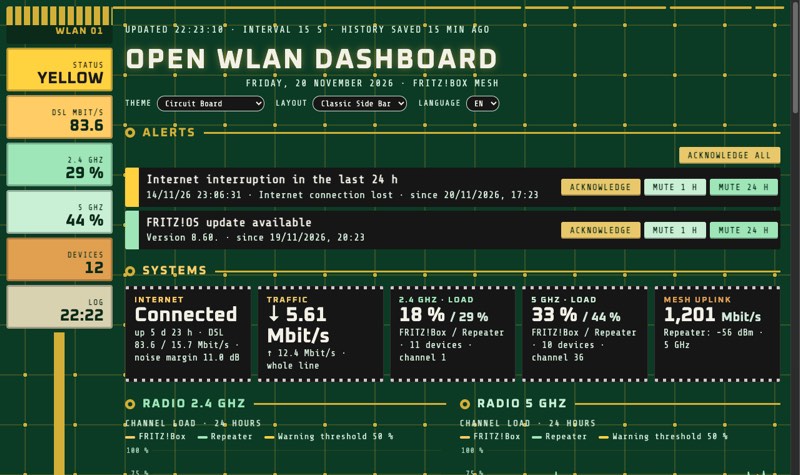 WLAN 01
STATUS
YELLOW
DSL MBIT/S
83.6
2.4 GHZ
29 %
5 GHZ
44 %
DEVICES
12
LOG
22:22
UPDATED 22:23:10 · INTERVAL 15 S · HISTORY SAVED 15 MIN AGO
OPEN WLAN DASHBOARD
FRIDAY, 20 NOVEMBER 2026 · FRITZ!BOX MESH
THEME Circuit Board LAYOUT Classic Side Bar LANGUAGE EN
ALERTS
ACKNOWLEDGE ALL
Internet interruption in the last 24 h
14/11/26 23:06:31 · Internet connection lost · since 20/11/2026, 17:23
ACKNOWLEDGE MUTE 1 H MUTE 24 H
FRITZ!OS update available
Version 8.60. · since 19/11/2026, 20:23
ACKNOWLEDGE MUTE 1 H MUTE 24 H
SYSTEMS
INTERNET
Connected
up 5 d 23 h · DSL
83.6 / 15.7 Mbit/s ·
noise margin 11.0 dB
TRAFFIC
↓ 5.61
Mbit/s
↑ 12.4 Mbit/s ·
whole line
2.4 GHZ · LOAD
18 % / 29 %
FRITZ!Box / Repeater
· 11 devices ·
channel 1
5 GHZ · LOAD
33 % / 44 %
FRITZ!Box / Repeater
· 10 devices ·
channel 36
MESH UPLINK
1,201 Mbit/s
Repeater: -56 dBm ·
5 GHz
RADIO 2.4 GHZ
CHANNEL LOAD · 24 HOURS
FRITZ!Box Repeater Warning threshold 50 %
100 %
75 %
RADIO 5 GHZ
CHANNEL LOAD · 24 HOURS
FRITZ!Box Repeater Warning threshold 50 %
100 %
75 %